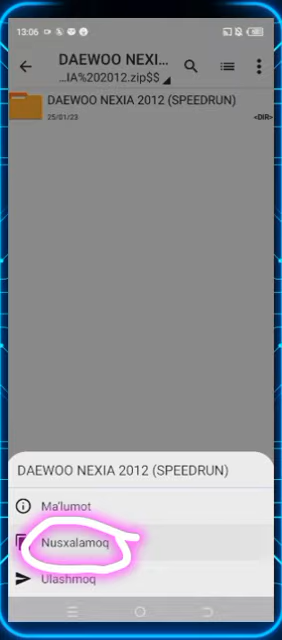 13:06
DAEWOO NEXI...
...IA%202012.zip$$
DAEWOO NEXIA 2012 (SPEEDRUN)
25/01/23 <DIR>
DAEWOO NEXIA 2012 (SPEEDRUN)
Ma'lumot
Nusxalamoq
Ulashmoq